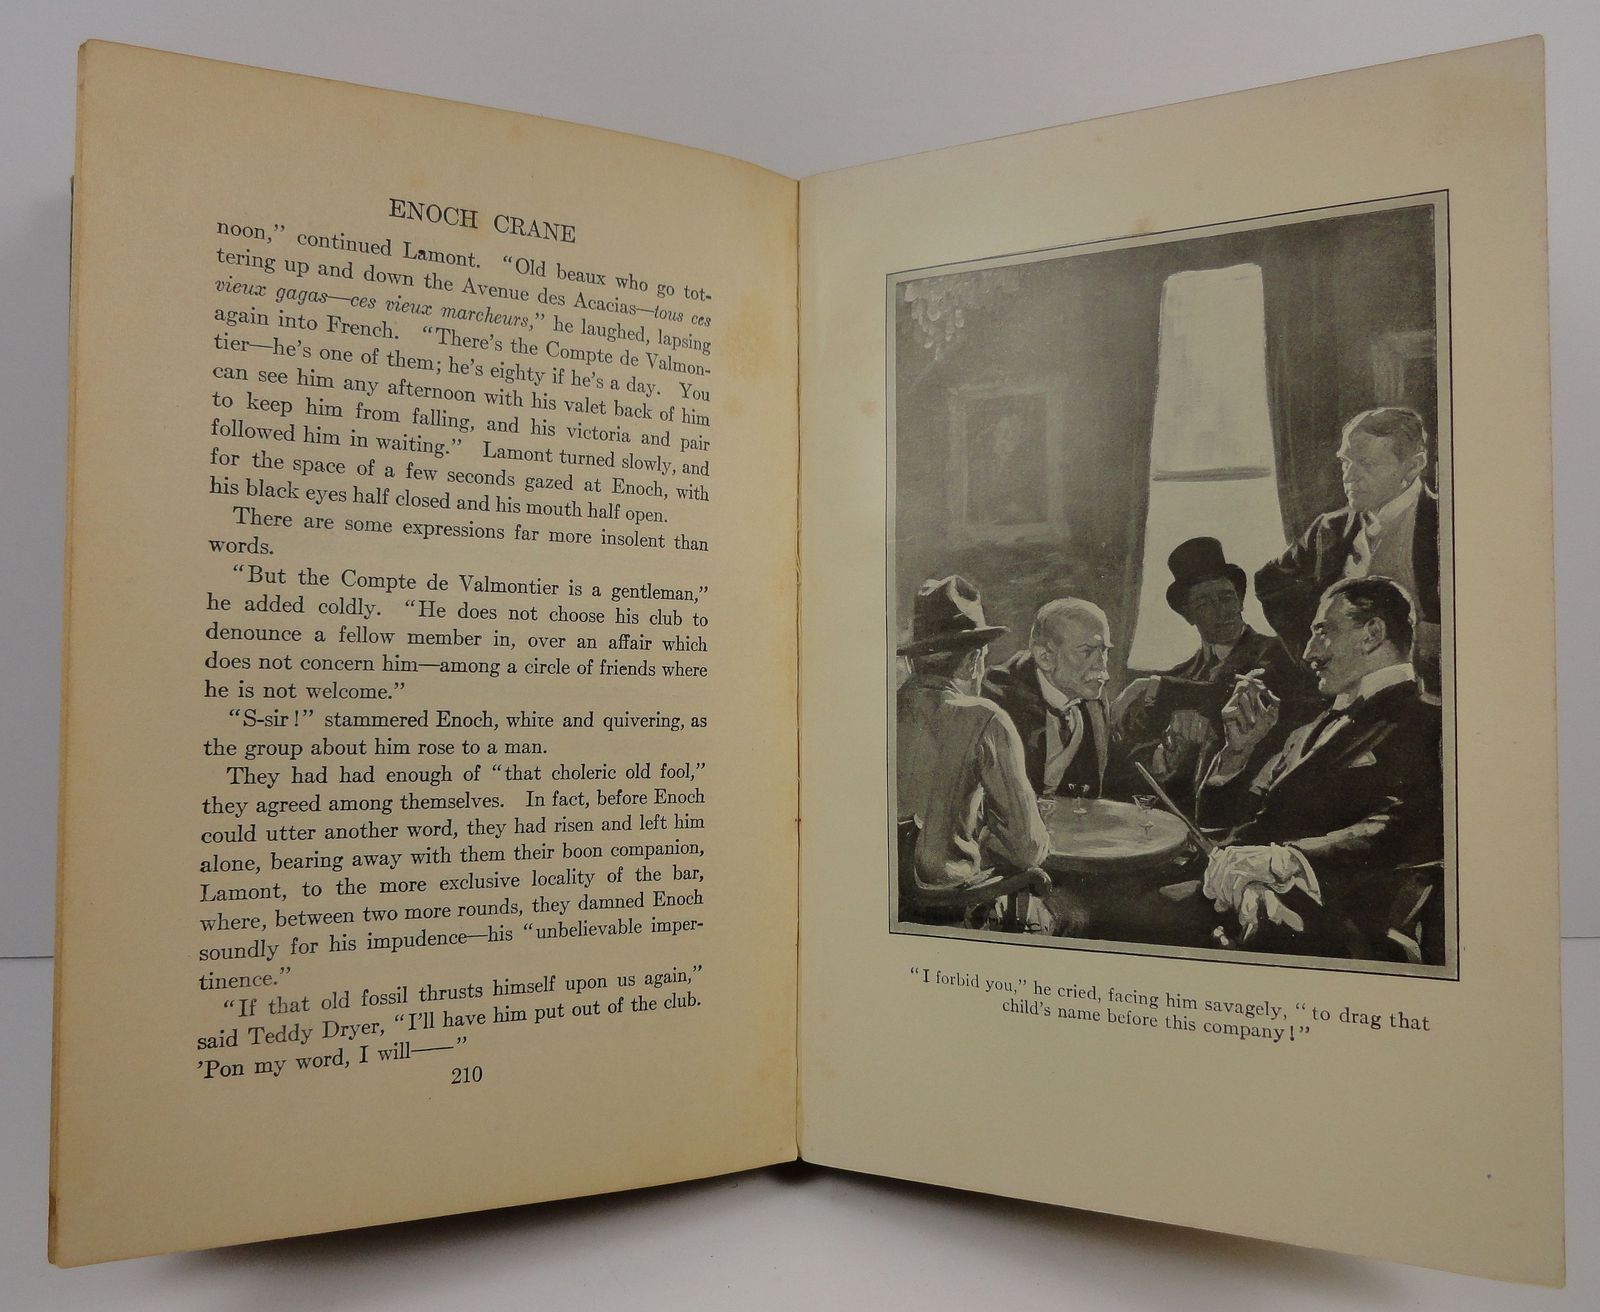 ENOCH CRANE
noon,” continued Lamont. “Old beaux who go tot-
tering up and down the Avenue des Acacias—tous ces
vieux gagas—ces vieux marcheurs,” he laughed, lapsing
again into French. “There’s the Compte de Valmon-
tier—he’s one of them; he’s eighty if he’s a day. You
can see him any afternoon with his valet back of him
to keep him from falling, and his victoria and pair
followed him in waiting.” Lamont turned slowly, and
for the space of a few seconds gazed at Enoch, with
his black eyes half closed and his mouth half open.
There are some expressions far more insolent than
words.
“But the Compte de Valmontier is a gentleman,”
he added coldly. “He does not choose his club to
denounce a fellow member in, over an affair which
does not concern him—among a circle of friends where
he is not welcome.”
“S-sir!” stammered Enoch, white and quivering, as
the group about him rose to a man.
They had had enough of “that choleric old fool,”
they agreed among themselves. In fact, before Enoch
could utter another word, they had risen and left him
alone, bearing away with them their boon companion,
Lamont, to the more exclusive locality of the bar,
where, between two more rounds, they damned Enoch
soundly for his impudence—his “unbelievable imper-
tinence.”
“If that old fossil thrusts himself upon us again,”
said Teddy Dryer, “I’ll have him put out of the club.
’Pon my word, I will——”
210
“I forbid you,” he cried, facing him savagely, “to drag that
child’s name before this company!”